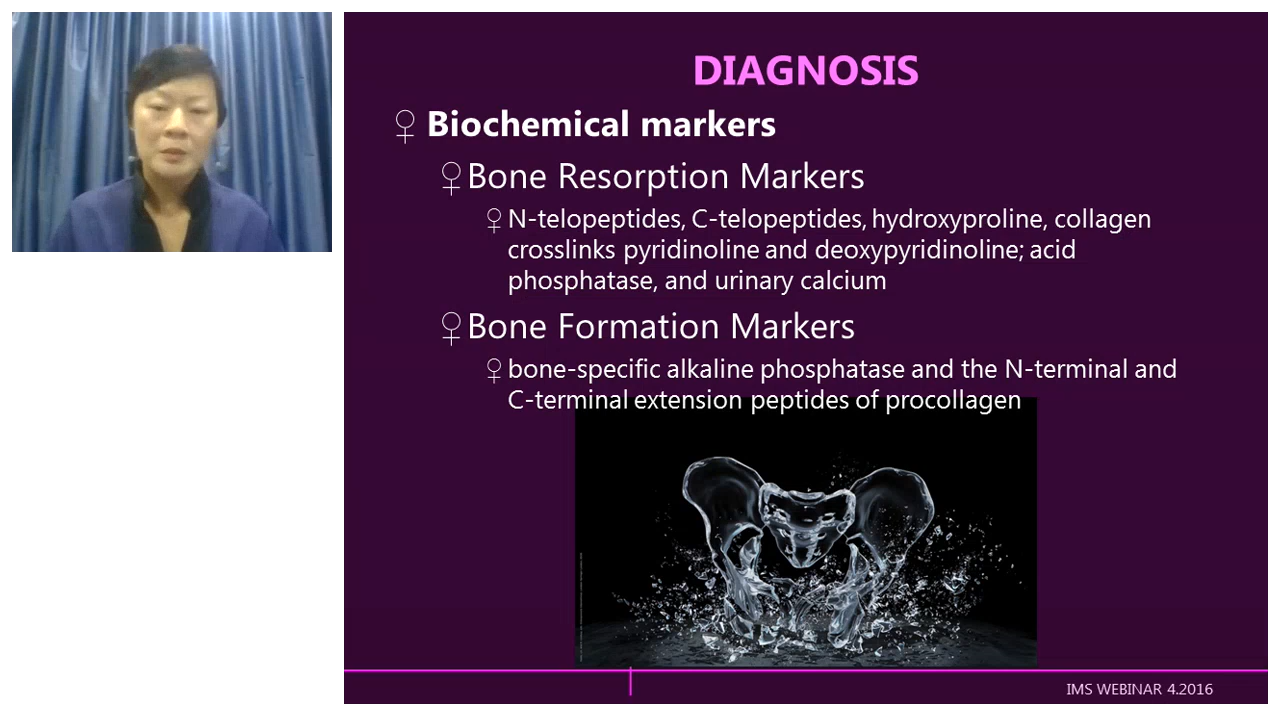 DIAGNOSIS
♀ Biochemical markers
♀ Bone Resorption Markers
♀ N-telopeptides, C-telopeptides, hydroxyproline, collagen
crosslinks pyridinoline and deoxypyridinoline; acid
phosphatase, and urinary calcium
♀ Bone Formation Markers
♀ bone-specific alkaline phosphatase and the N-terminal and
C-terminal extension peptides of procollagen
IMS WEBINAR 4.2016